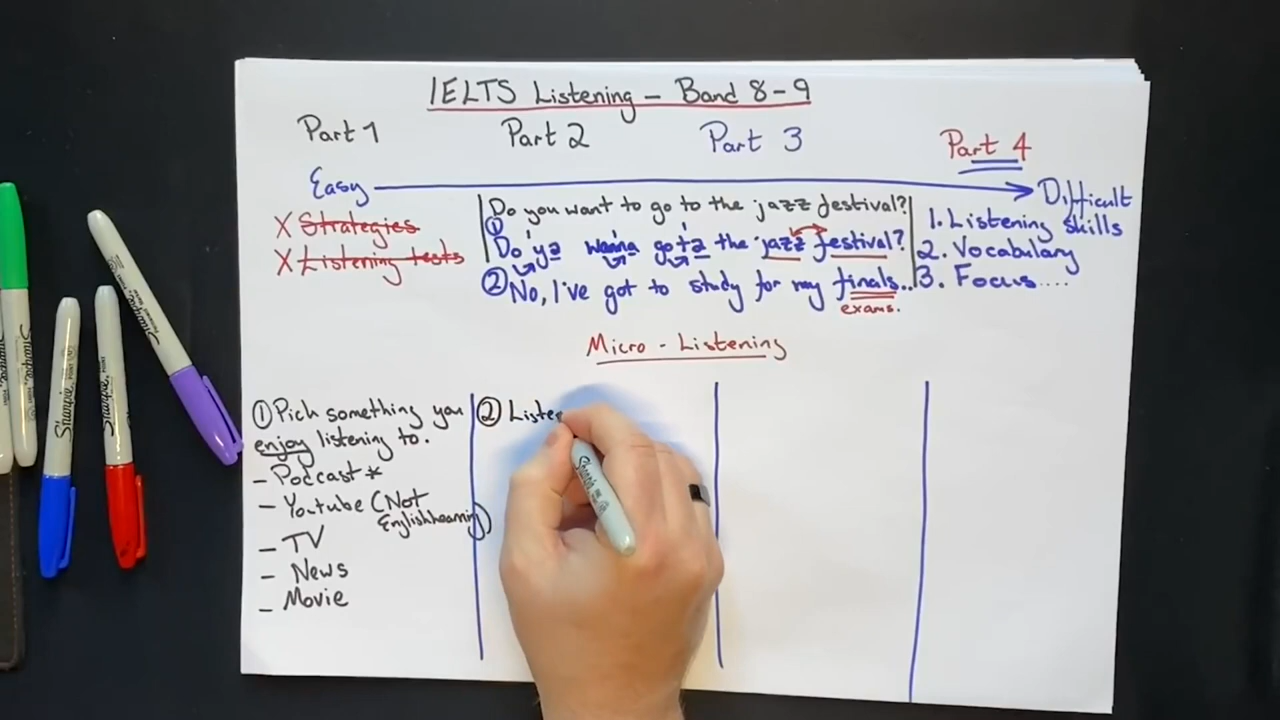 IELTS Listening - Band 8-9
Part 1 Part 2 Part 3 Part 4
Easy Difficult
X Strategies
X Listening tests
Do you want to go to the jazz festival?
① Do ya wanna gota the jazz festival?
② No, I've got to study for my finals..
exams.
1. Listening skills
2. Vocabulary
3. Focus....
Micro-Listening
① Pick something you
enjoy listening to.
- Podcast *
- Youtube (Not
English learning)
- TV
- News
- Movie
② Liste
Sharpie
Sharpie
Sharpie
Sharpie